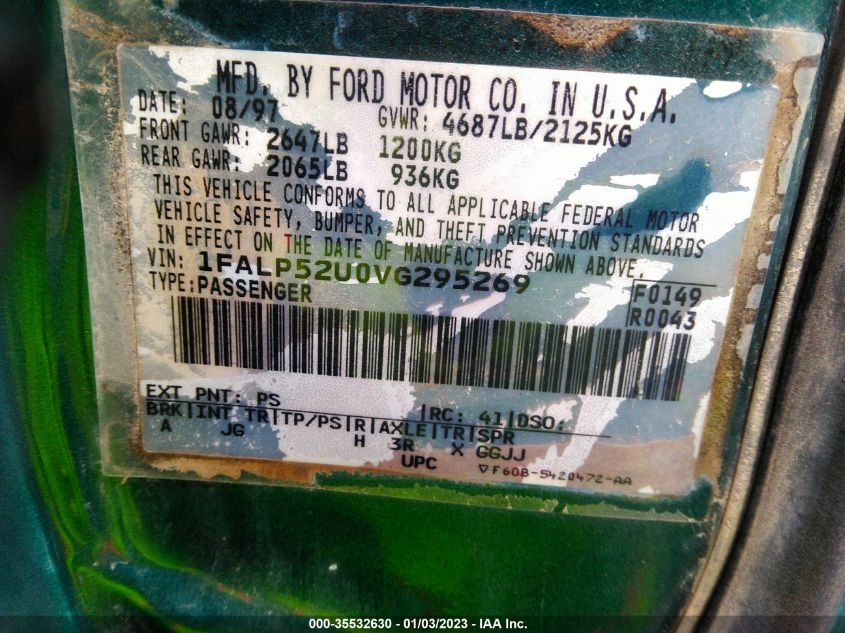 MFD. BY FORD MOTOR CO. IN U.S.A.
DATE: 08/97 GVWR: 4687LB/2125KG
FRONT GAWR: 2647LB 1200KG
REAR GAWR: 2065LB 936KG
THIS VEHICLE CONFORMS TO ALL APPLICABLE FEDERAL MOTOR
VEHICLE SAFETY, BUMPER, AND THEFT PREVENTION STANDARDS
IN EFFECT ON THE DATE OF MANUFACTURE SHOWN ABOVE.
VIN: 1FALP52U0VG295269
TYPE: PASSENGER
F0149
R0043
EXT PNT: PS RC: 41 DSO:
BRK|INT TR|TP/PS|R|AXLE|TR|SPR
A JG H 3R X GGJJ
UPC ▽F60B-5420472-AA
000-35532630 - 01/03/2023 - IAA Inc.